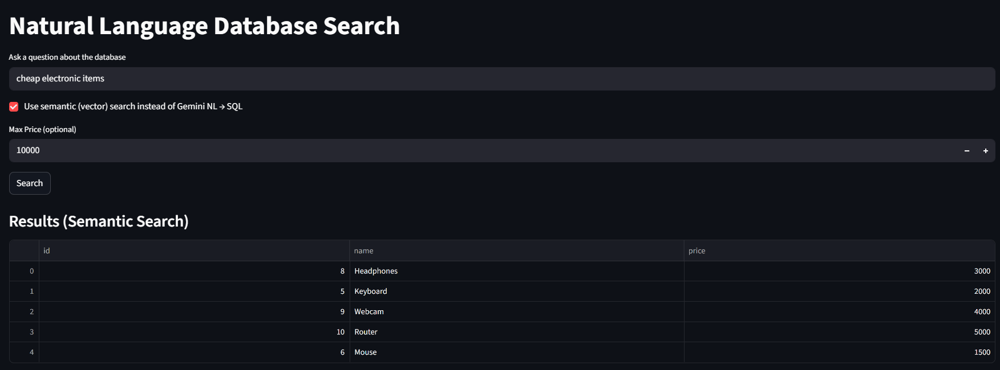 Natural Language Database Search
Ask a question about the database
cheap electronic items
Use semantic (vector) search instead of Gemini NL → SQL
Max Price (optional)
10000 − +
Search
Results (Semantic Search)
id name price
0 8 Headphones 3000
1 5 Keyboard 2000
2 9 Webcam 4000
3 10 Router 5000
4 6 Mouse 1500